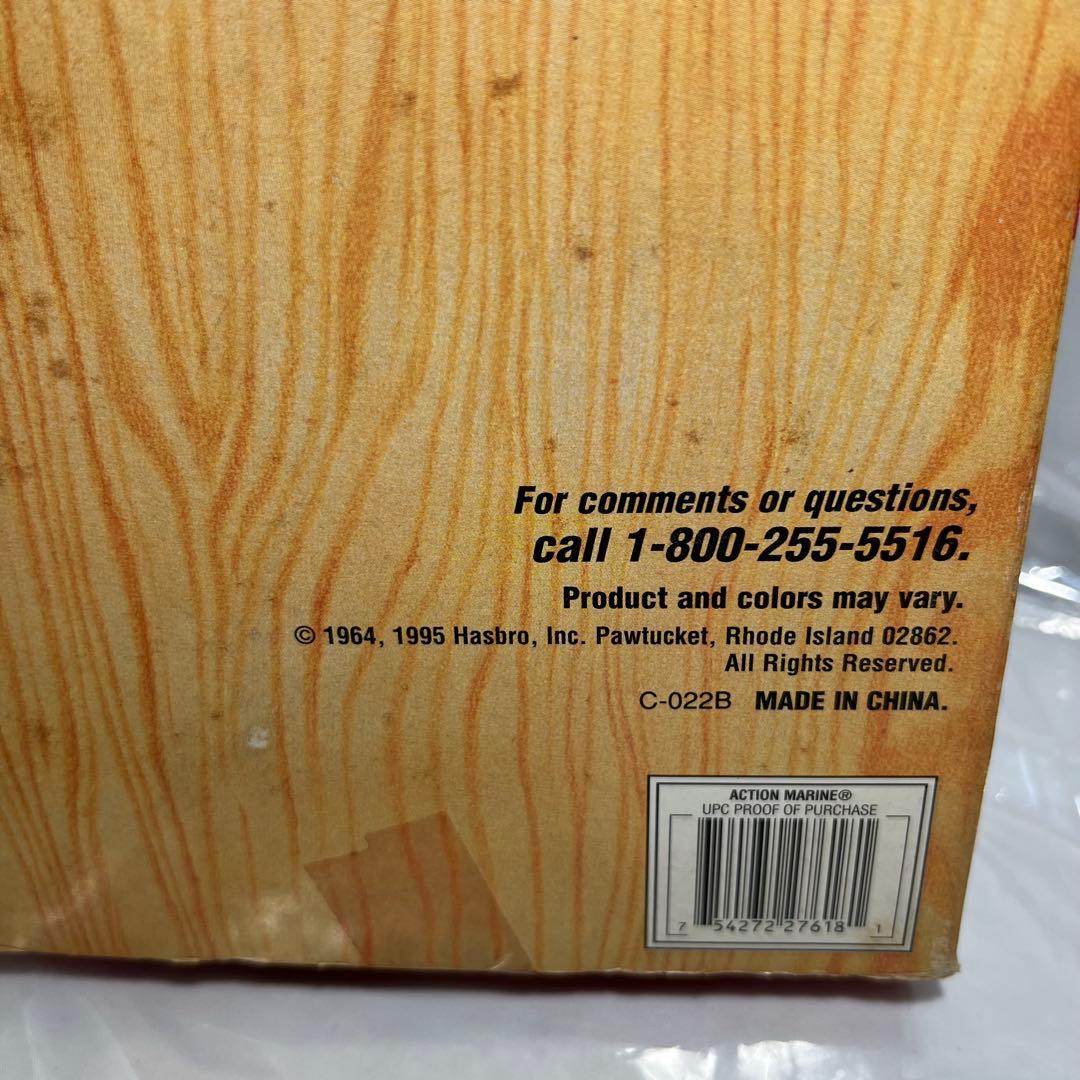 For comments or questions,
call 1-800-255-5516.
Product and colors may vary.
© 1964, 1995 Hasbro, Inc. Pawtucket, Rhode Island 02862.
All Rights Reserved.
C-022B MADE IN CHINA.
ACTION MARINE®
UPC PROOF OF PURCHASE
7 54272 27618 1